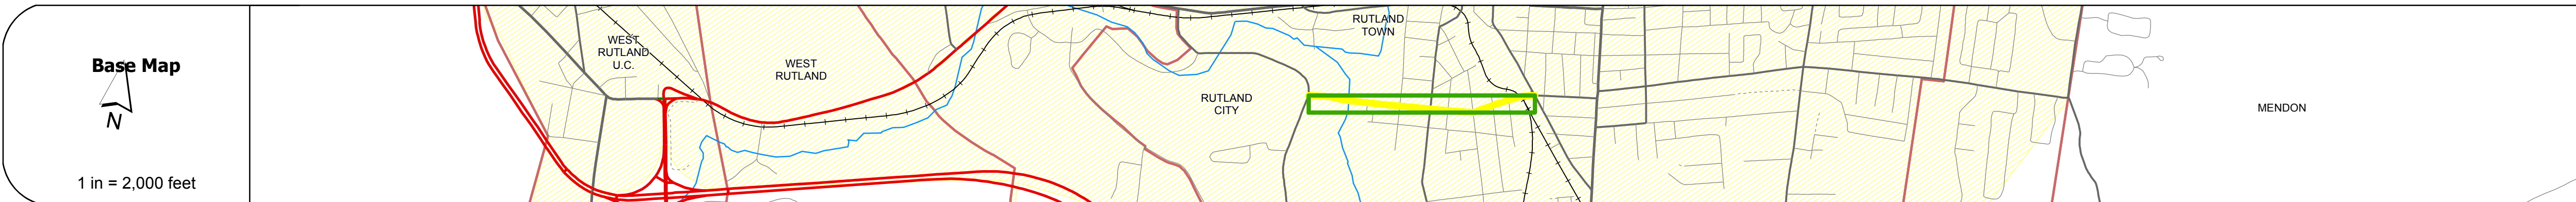 Base Map
N
1 in = 2,000 feet
WEST
RUTLAND
U.C.
WEST
RUTLAND
RUTLAND
CITY
RUTLAND
TOWN
MENDON